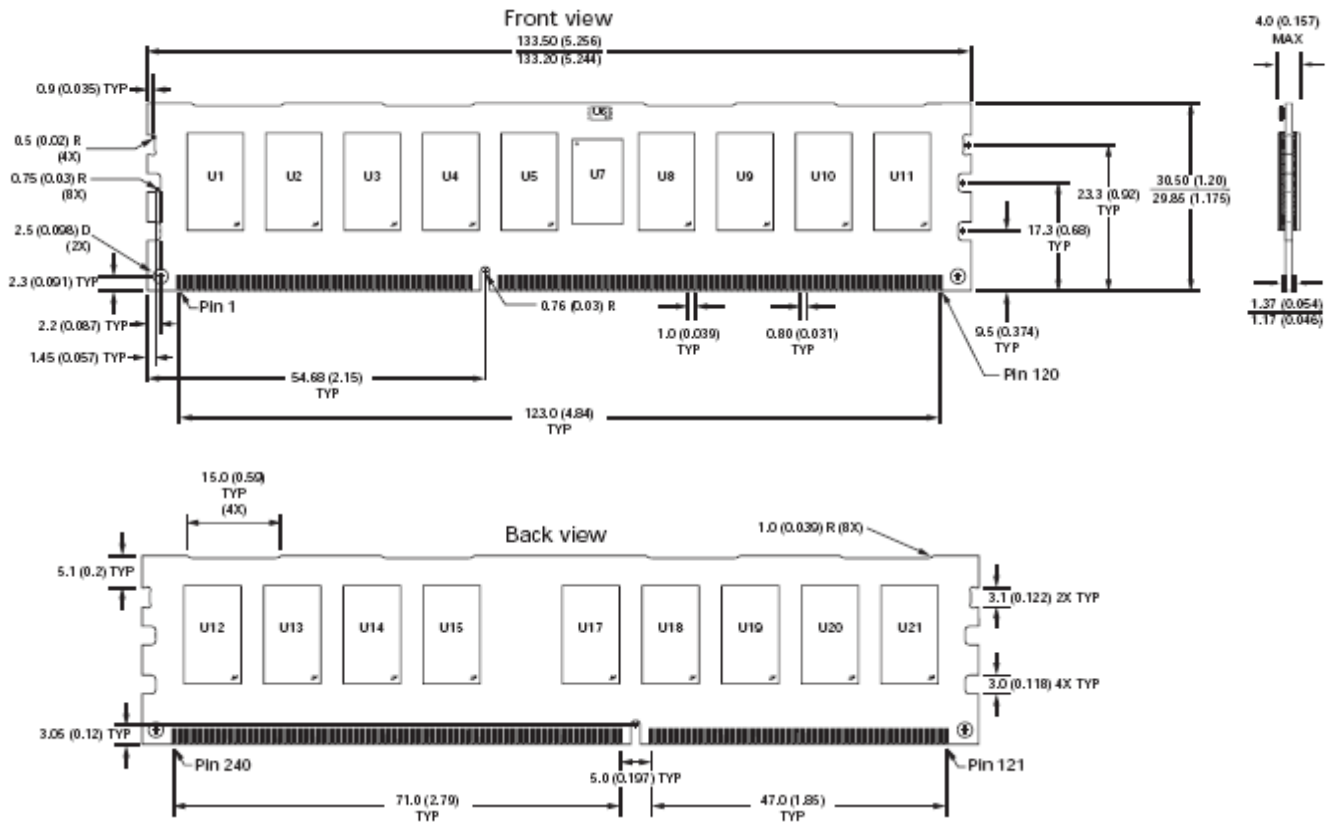 Front view
133.50 (5.256)
133.20 (5.244)
4.0 (0.157)
MAX
0.9 (0.035) TYP
0.5 (0.02) R
(4X)
0.75 (0.03) R
(8X)
2.5 (0.098) D
(2X)
2.3 (0.091) TYP
2.2 (0.087) TYP
1.45 (0.057) TYP
U6
U1
U2
U3
U4
U5
U7
U8
U9
U10
U11
23.3 (0.92)
TYP
17.3 (0.68)
TYP
30.50 (1.20)
29.85 (1.175)
Pin 1
0.76 (0.03) R
1.0 (0.039)
TYP
0.80 (0.031)
TYP
9.5 (0.374)
TYP
1.37 (0.054)
1.17 (0.046)
Pin 120
54.68 (2.15)
TYP
123.0 (4.84)
TYP
15.0 (0.59)
TYP
(4X)
Back view
1.0 (0.039) R (8X)
5.1 (0.2) TYP
U12
U13
U14
U15
U17
U18
U19
U20
U21
3.1 (0.122) 2X TYP
3.0 (0.118) 4X TYP
3.05 (0.12) TYP
Pin 240
5.0 (0.197) TYP
Pin 121
71.0 (2.79)
TYP
47.0 (1.85)
TYP